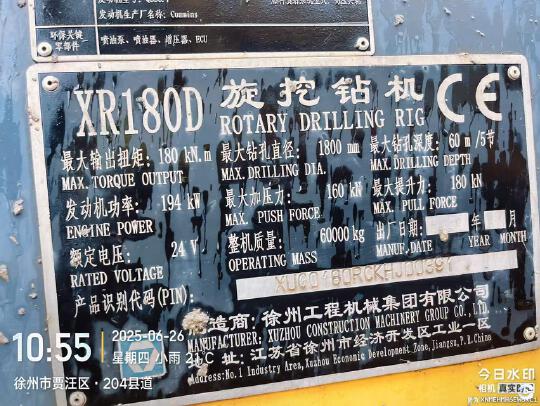 发动机生产厂名称: Cummins
环保关键
零部件
喷油泵、喷油器、增压器、ECU
XR180D 旋挖钻机 CE
ROTARY DRILLING RIG
最大输出扭矩: 180 kN.m 最大钻孔直径: 1800 mm 最大钻孔深度: 60 m /5节
MAX. TORQUE OUTPUT MAX. DRILLING DIA. MAX. DRILLING DEPTH
发动机功率: 194 kW 最大加压力: 160 kN 最大提升力: 180 kN
ENGINE POWER MAX. PUSH FORCE MAX. PULL FORCE
额定电压: 24 V 整机质量: 60000 kg 出厂日期: 年 月
RATED VOLTAGE OPERATING MASS MANUF. DATE YEAR MONTH
产品识别代码(PIN):
造商: 徐州工程机械集团有限公司
XUZHOU CONSTRUCTION MACHINERY GROUP CO., LTD
址: 江苏省徐州市经济开发区工业一区
Address: No.1 Industry Area, Xuzhou Economic Development Zone, Jiangsu, P.R.China
10:55
2025-06-26
星期四 小雨 21°C
徐州市贾汪区·204县道
今日水印
相机 真实